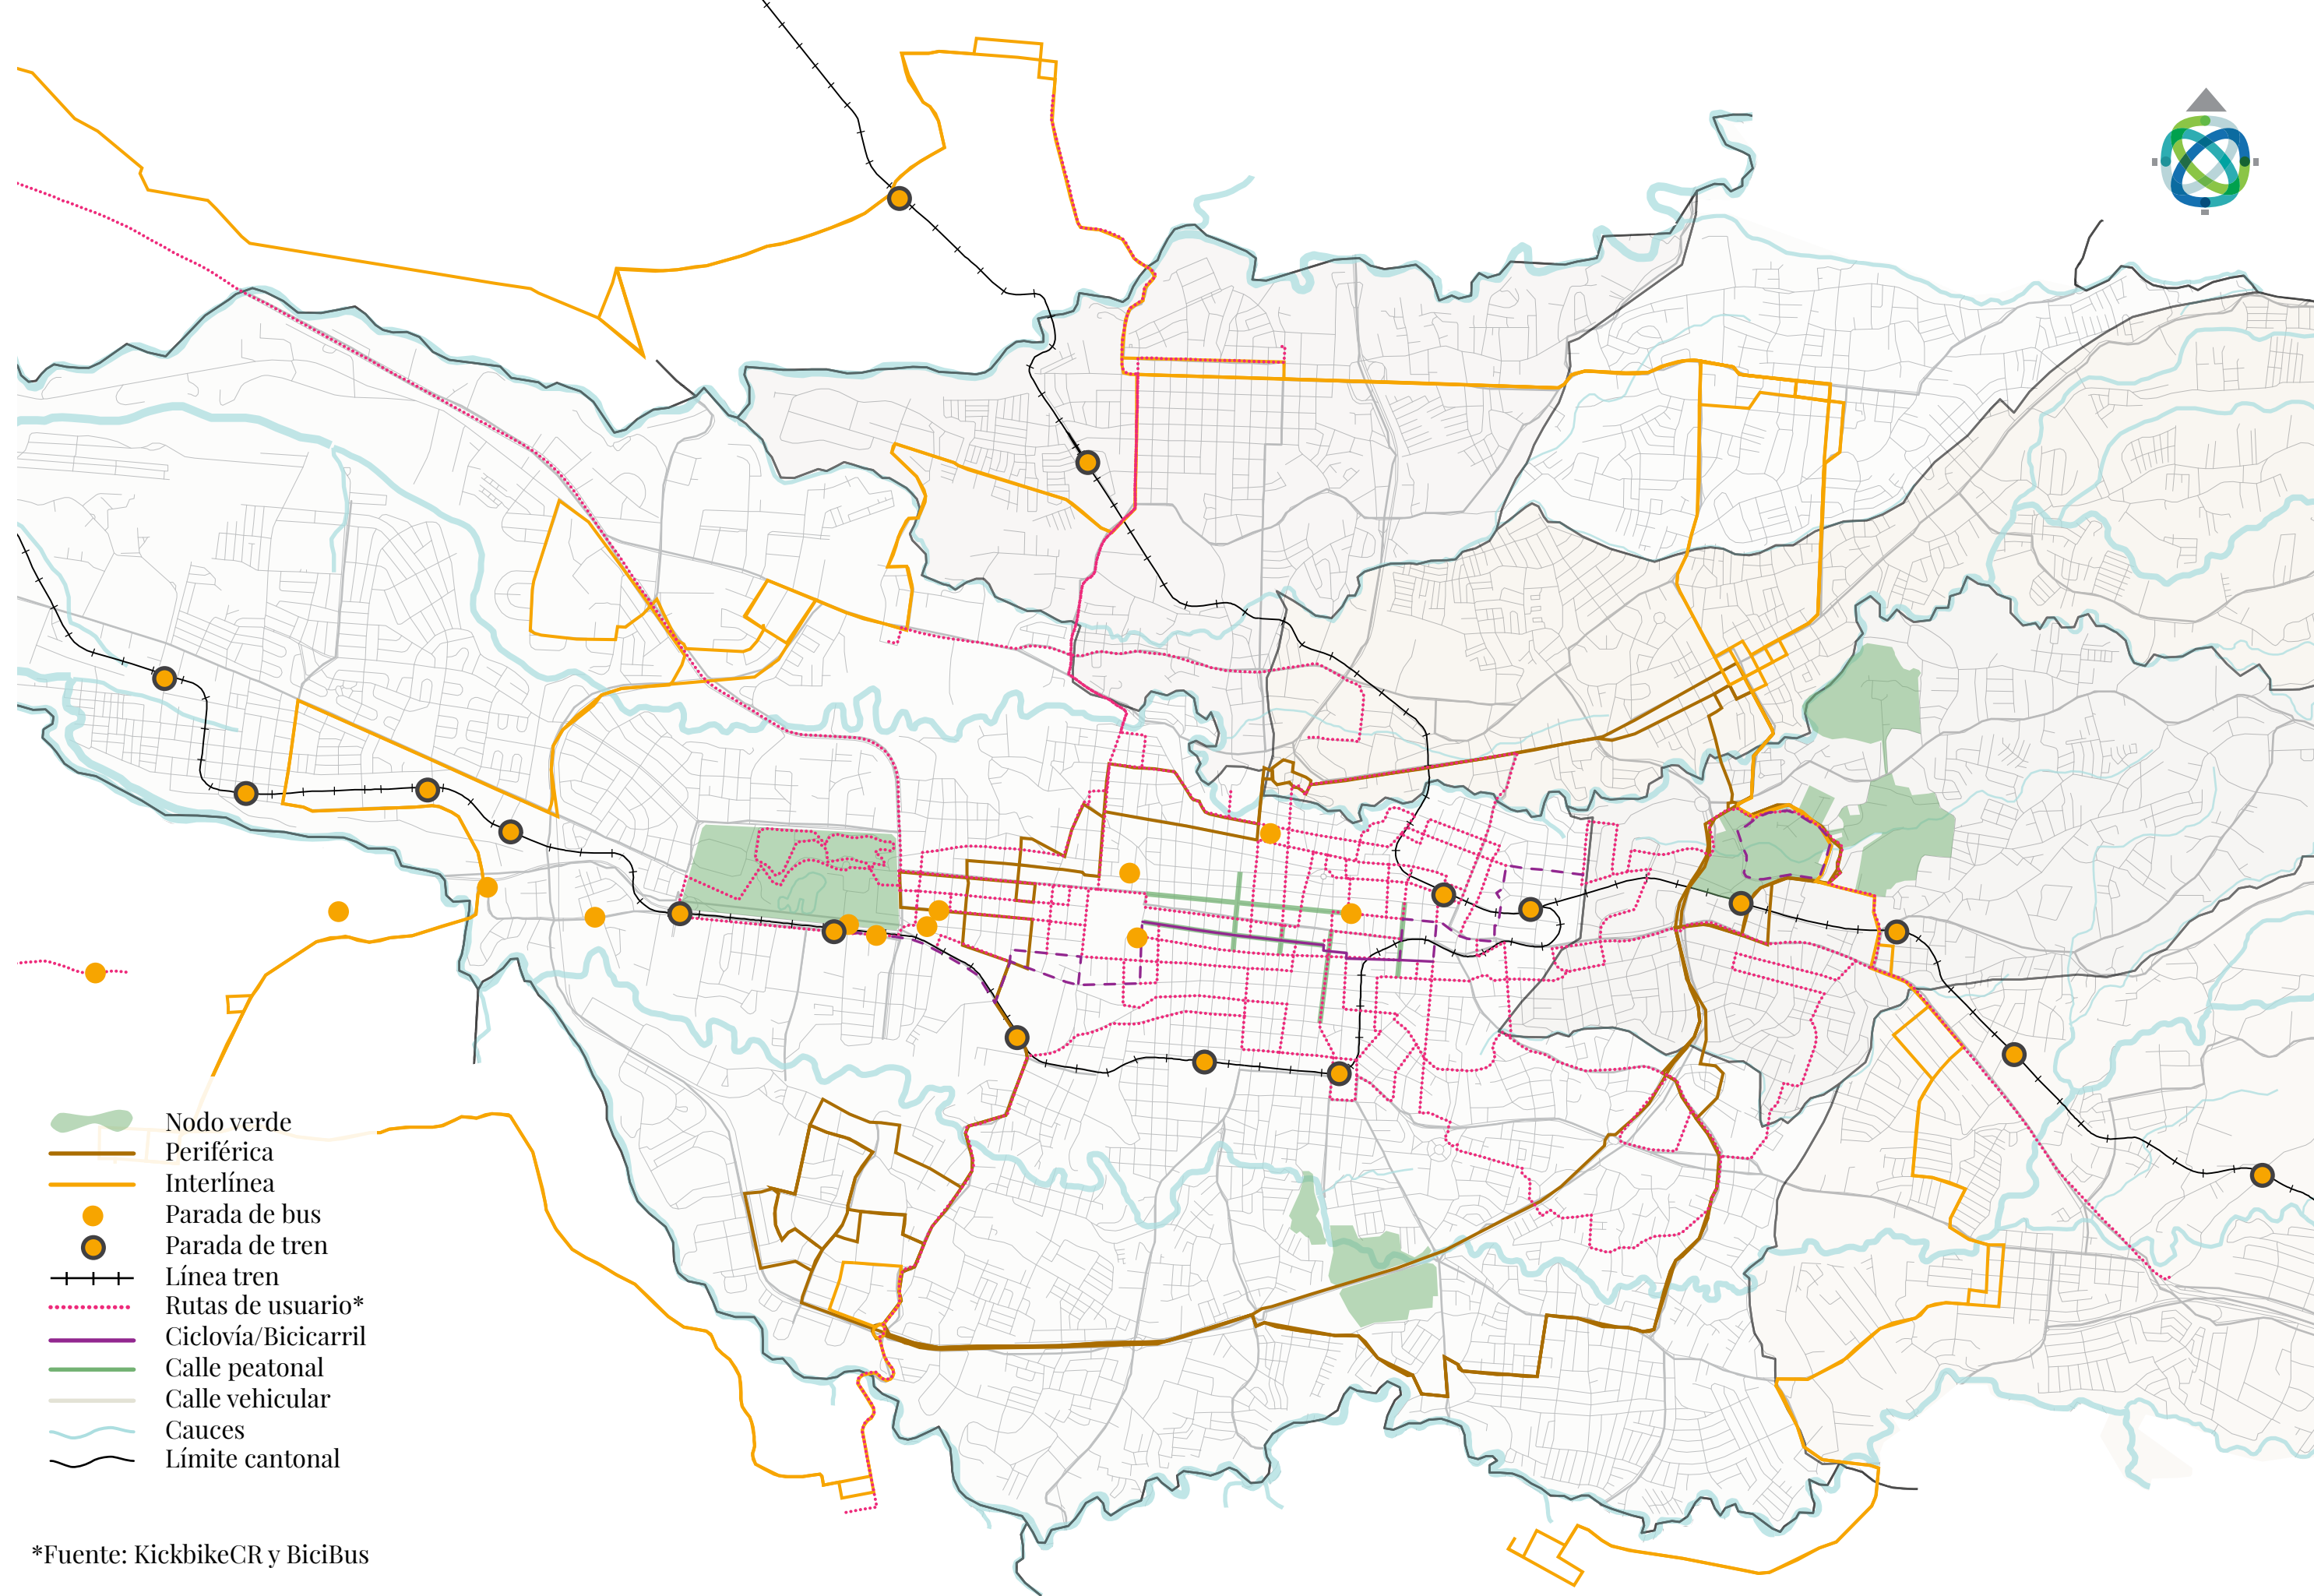 Nodo verde
Periférica
Interlínea
Parada de bus
Parada de tren
Línea tren
Rutas de usuario*
Ciclovía/Bicicarril
Calle peatonal
Calle vehicular
Cauces
Límite cantonal
*Fuente: KickbikeCR y BiciBus